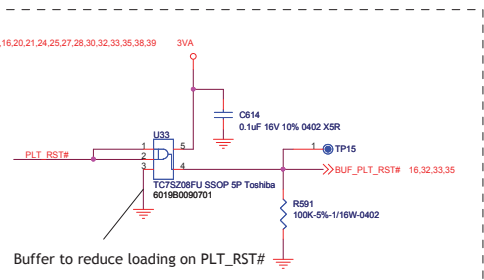 ,16,20,21,24,25,27,28,30,32,33,35,38,39 3VA
U33
C614
0.1uF 16V 10% 0402 X5R
1 5
2
3 4
PLT_RST#
1 TP15
BUF_PLT_RST# 16,32,33,35
TC7SZ08FU SSOP 5P Toshiba
6019B0090701
R591
100K-5%-1/16W-0402
Buffer to reduce loading on PLT_RST#